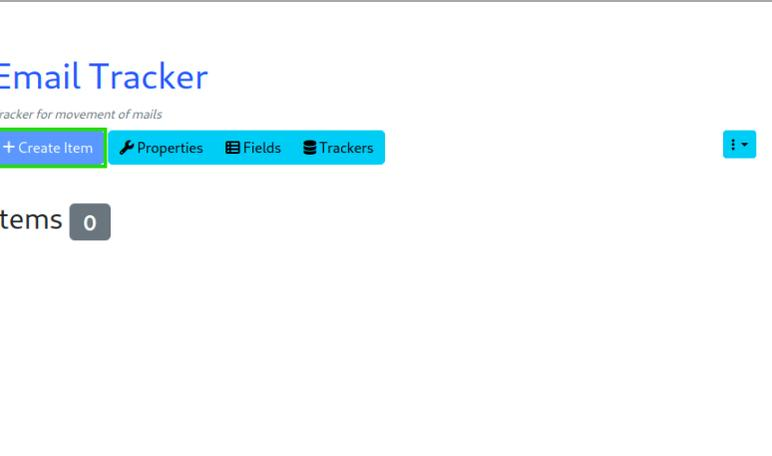 Email Tracker
racker for movement of mails
Create Item Properties Fields Trackers
tems 0